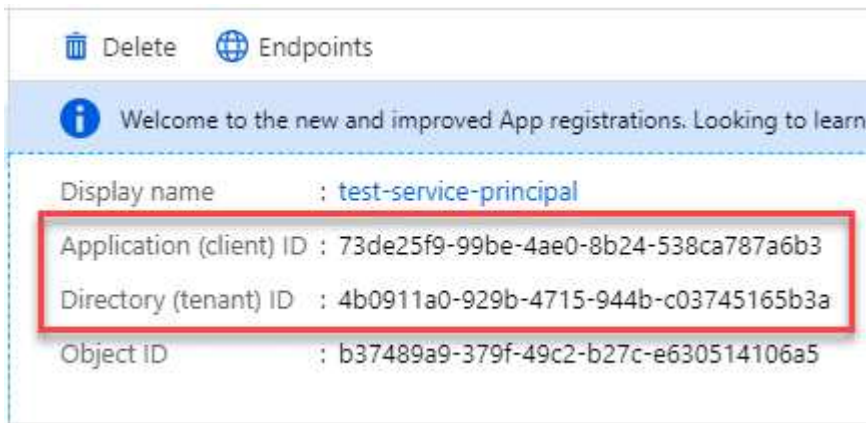 Delete Endpoints
Welcome to the new and improved App registrations. Looking to learn
Display name : test-service-principal
Application (client) ID : 73de25f9-99be-4ae0-8b24-538ca787a6b3
Directory (tenant) ID : 4b0911a0-929b-4715-944b-c03745165b3a
Object ID : b37489a9-379f-49c2-b27c-e630514106a5